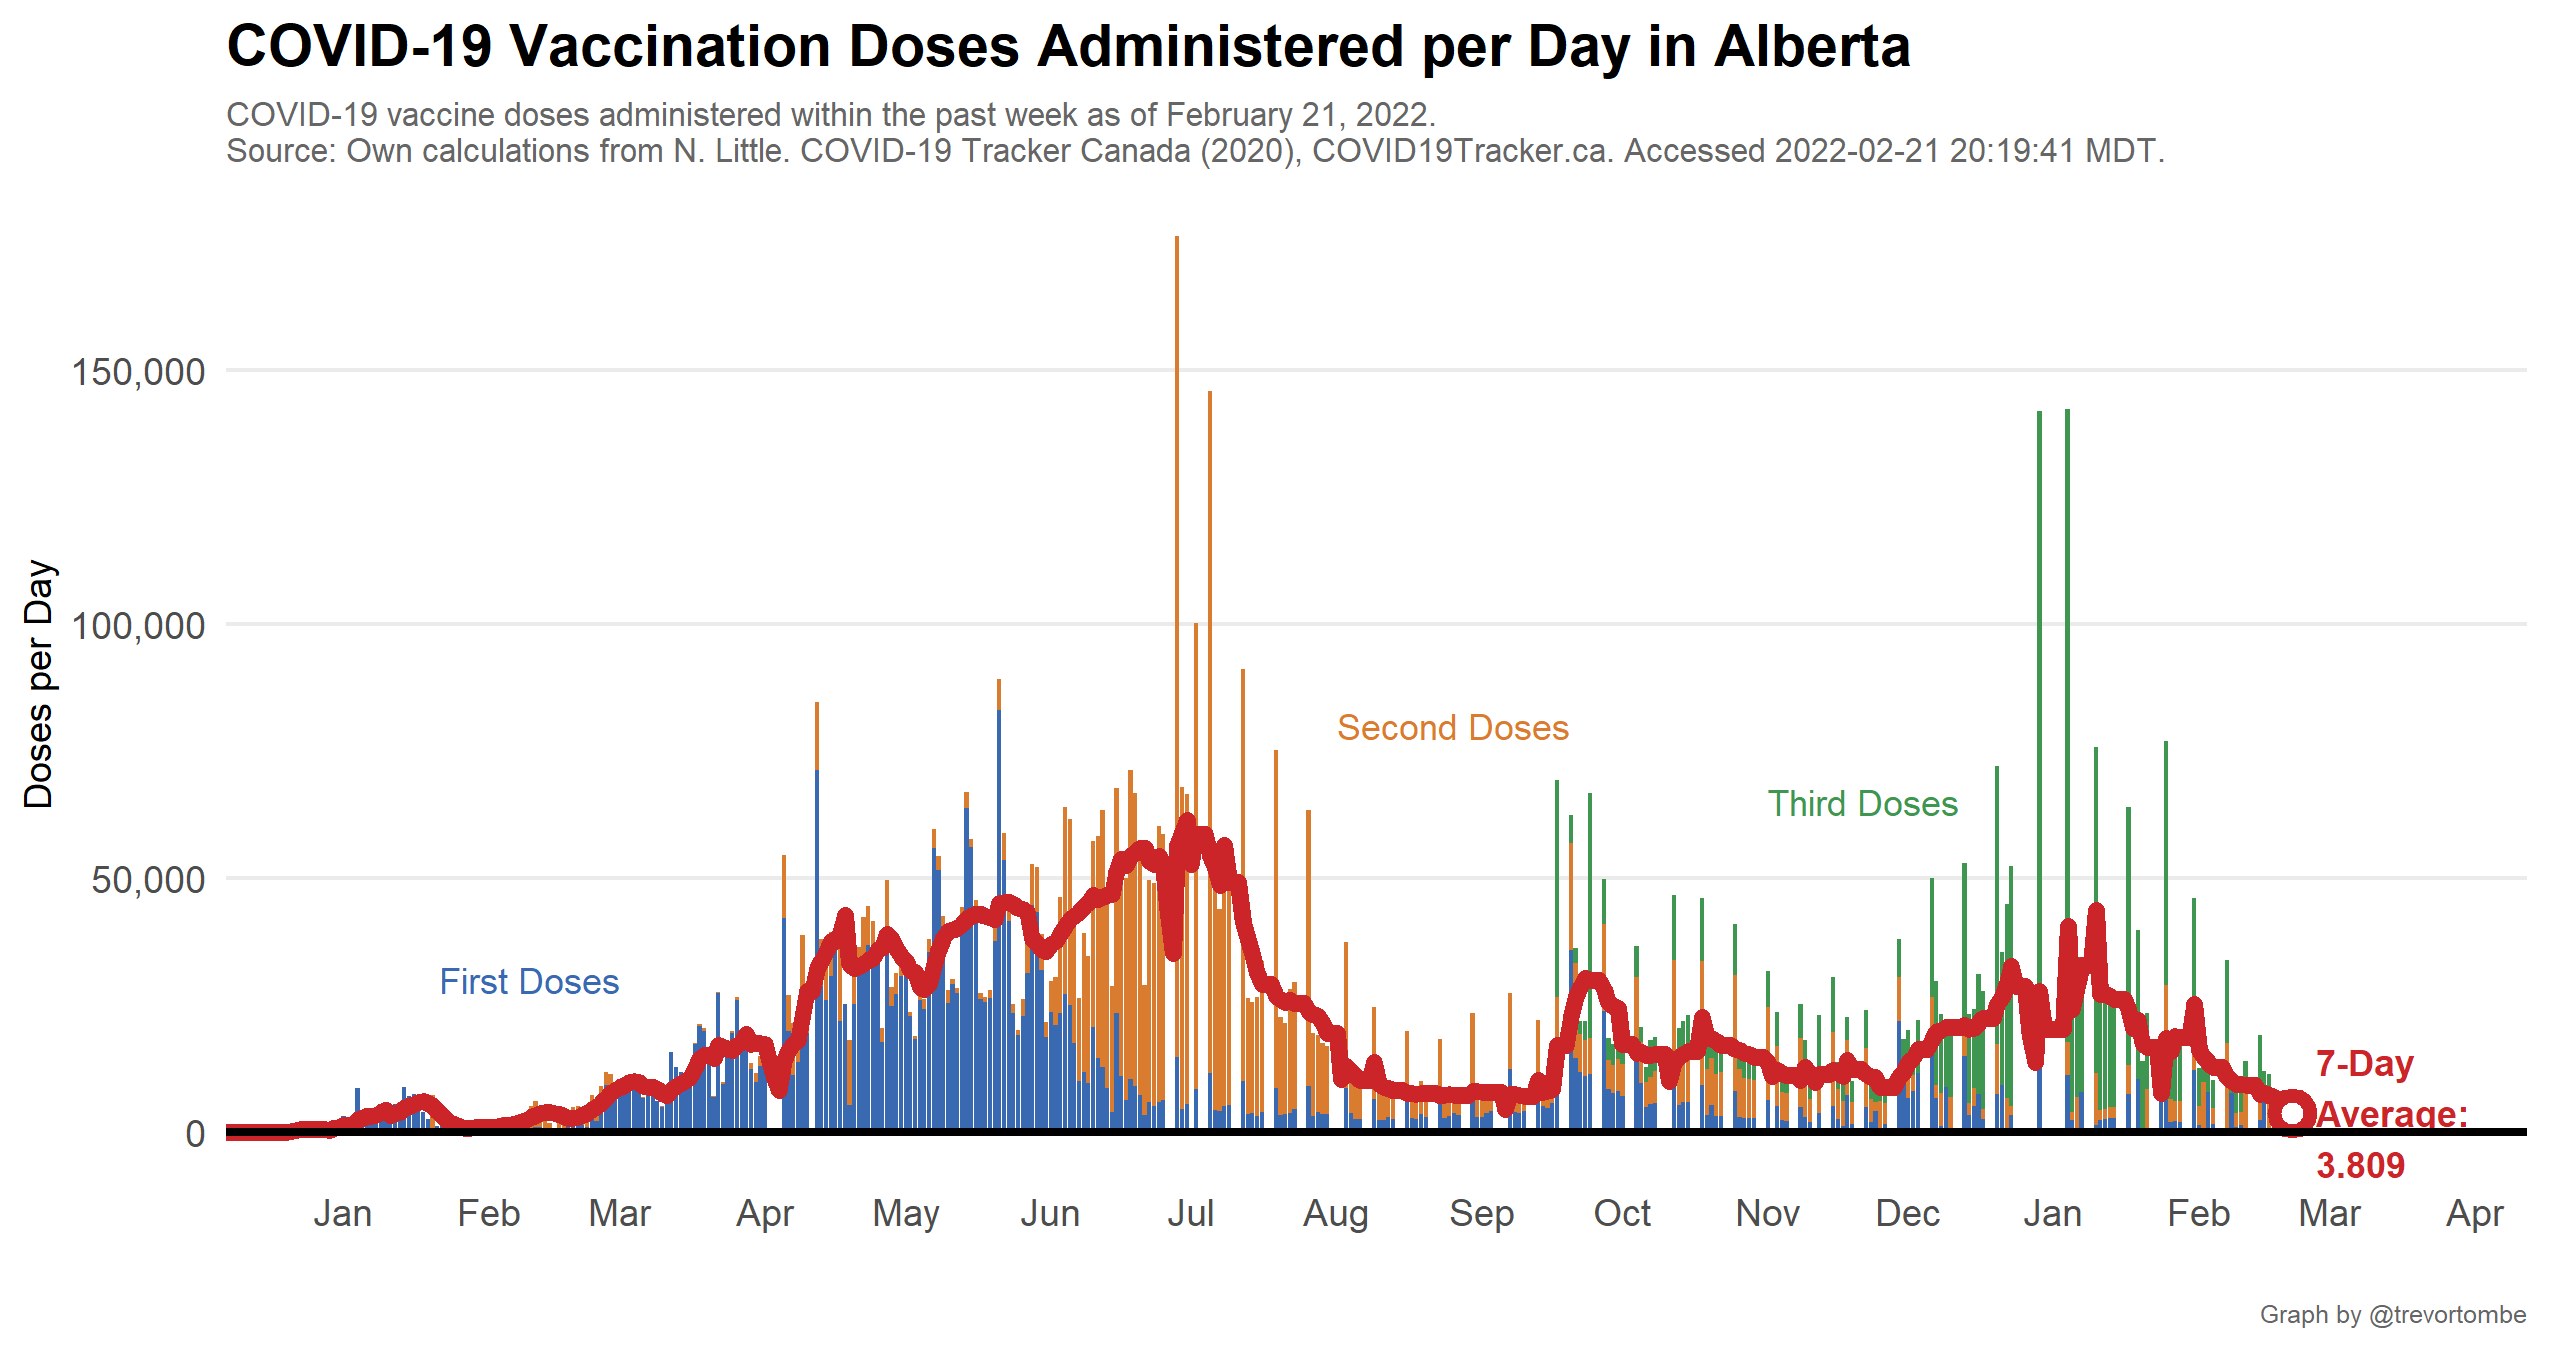 COVID-19 Vaccination Doses Administered per Day in Alberta
COVID-19 vaccine doses administered within the past week as of February 21, 2022.
Source: Own calculations from N. Little. COVID-19 Tracker Canada (2020), COVID19Tracker.ca. Accessed 2022-02-21 20:19:41 MDT.
Doses per Day
150,000
100,000
50,000
0
First Doses
Second Doses
Third Doses
7-Day
Average:
3.809
Jan Feb Mar Apr May Jun Jul Aug Sep Oct Nov Dec Jan Feb Mar Apr
Graph by @trevortombe